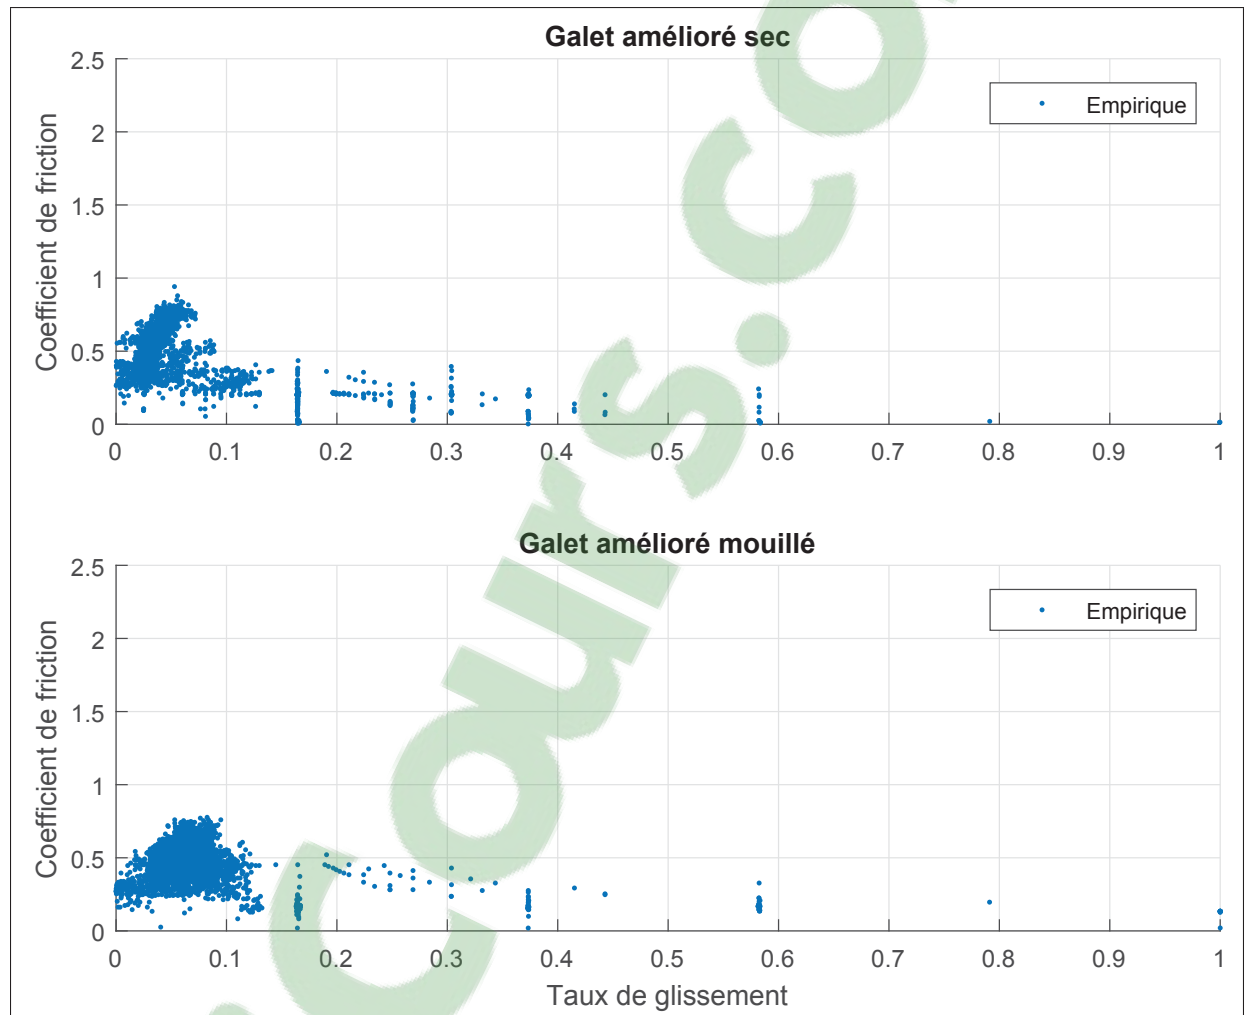 Galet amélioré sec
2.5
2
1.5
1
0.5
0
Coefficient de friction
Empirique
0 0.1 0.2 0.3 0.4 0.5 0.6 0.7 0.8 0.9 1
Galet amélioré mouillé
2.5
2
1.5
1
0.5
0
Coefficient de friction
Empirique
0 0.1 0.2 0.3 0.4 0.5 0.6 0.7 0.8 0.9 1
Taux de glissement
cours.co